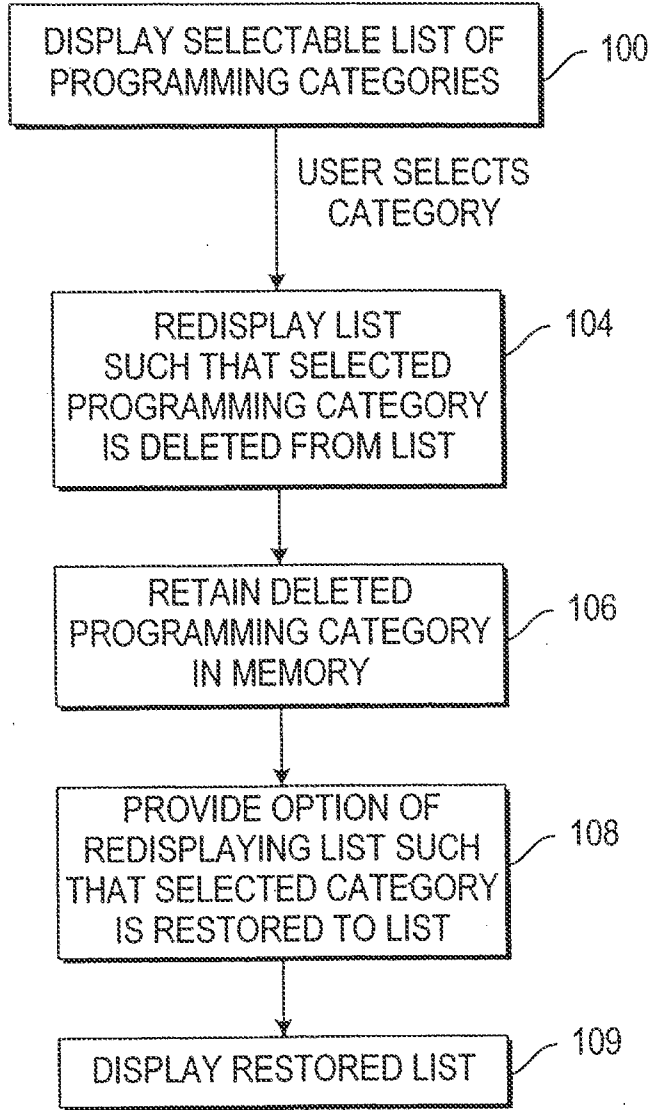 DISPLAY SELECTABLE LIST OF
PROGRAMMING CATEGORIES
100
USER SELECTS
CATEGORY
REDISPLAY LIST
SUCH THAT SELECTED
PROGRAMMING CATEGORY
IS DELETED FROM LIST
104
RETAIN DELETED
PROGRAMMING CATEGORY
IN MEMORY
106
PROVIDE OPTION OF
REDISPLAYING LIST SUCH
THAT SELECTED CATEGORY
IS RESTORED TO LIST
108
DISPLAY RESTORED LIST
109